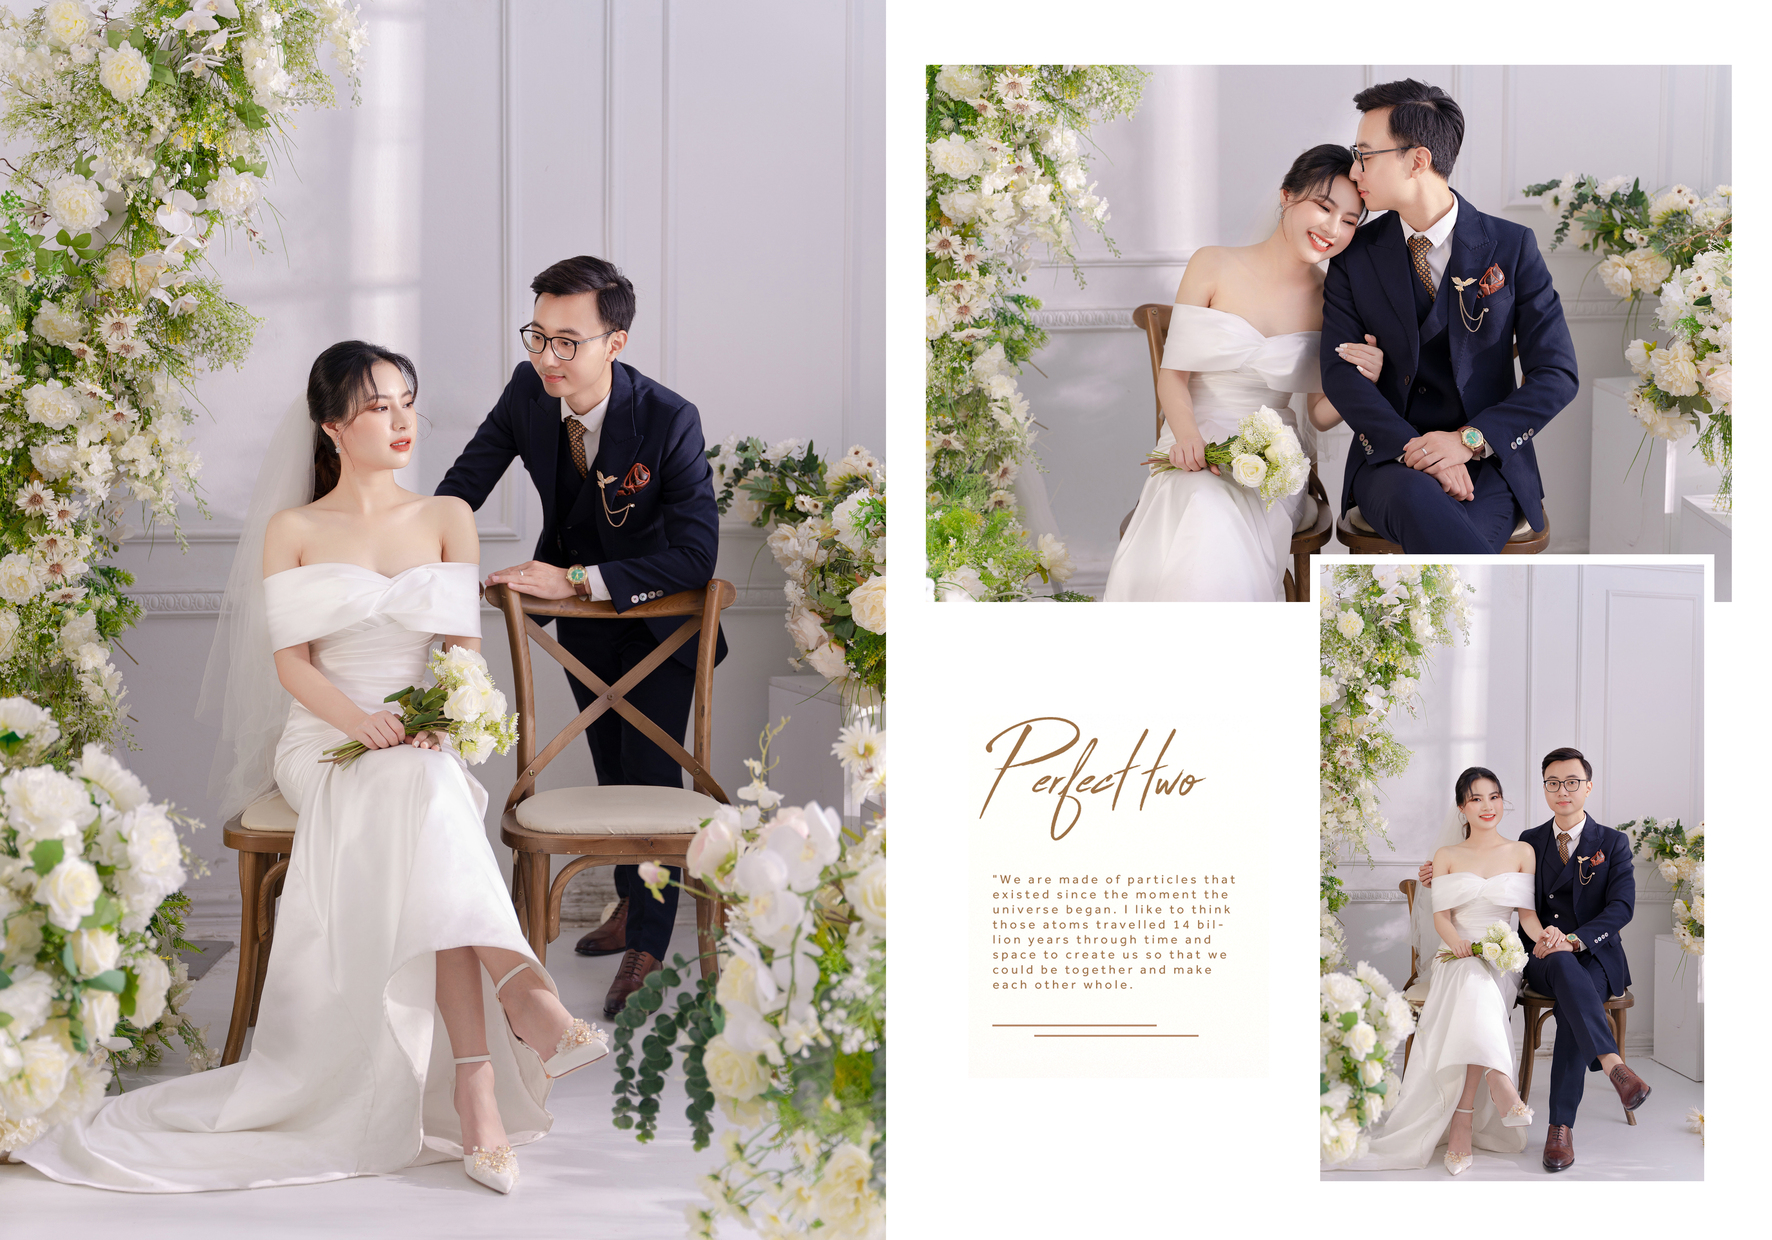 Perfect two
"We are made of particles that
existed since the moment the
universe began. I like to think
those atoms travelled 14 bil-
lion years through time and
space to create us so that we
could be together and make
each other whole.